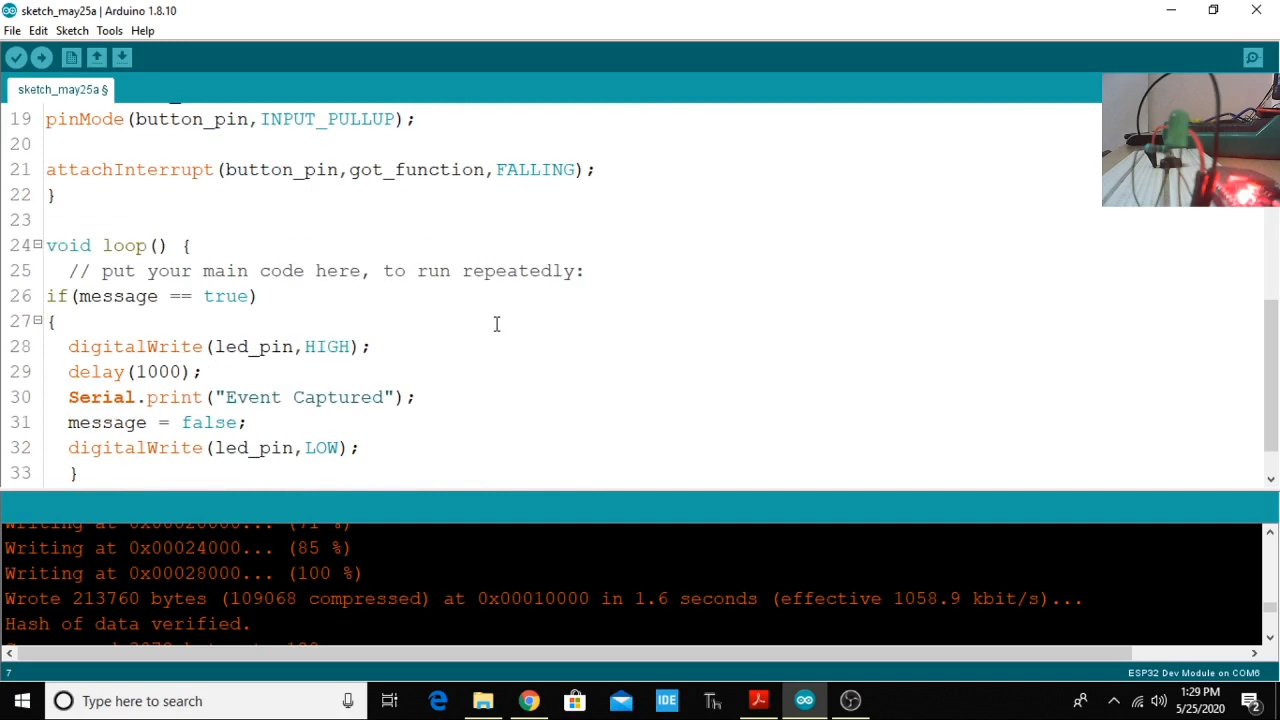 sketch_may25a | Arduino 1.8.10
File Edit Sketch Tools Help
sketch_may25a §
19 pinMode(button_pin,INPUT_PULLUP);
20
21 attachInterrupt(button_pin,got_function,FALLING);
22 }
23
24 void loop() {
25 // put your main code here, to run repeatedly:
26 if(message == true)
27 {
28 digitalWrite(led_pin,HIGH);
29 delay(1000);
30 Serial.print("Event Captured");
31 message = false;
32 digitalWrite(led_pin,LOW);
33 }
Writing at 0x00020000... (71 %)
Writing at 0x00024000... (85 %)
Writing at 0x00028000... (100 %)
Wrote 213760 bytes (109068 compressed) at 0x00010000 in 1.6 seconds (effective 1058.9 kbit/s)...
Hash of data verified.
7 ESP32 Dev Module on COM6
Type here to search
IDE
1:29 PM
5/25/2020
2